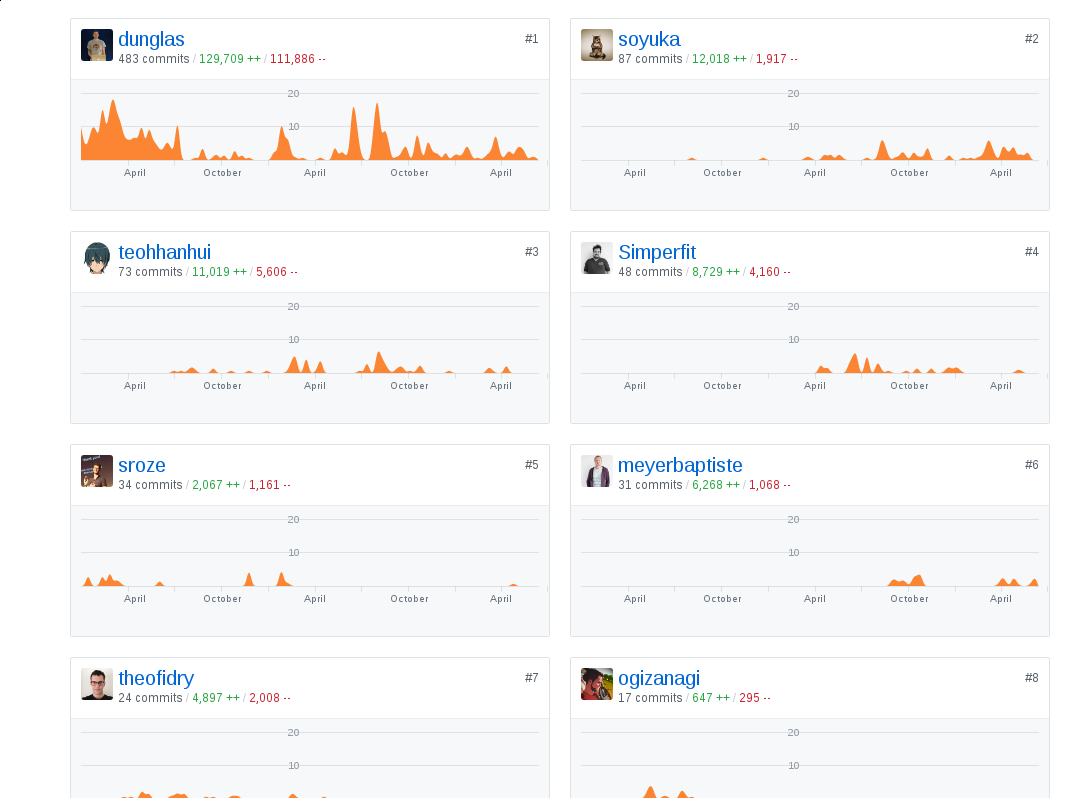 dunglas #1
483 commits / 129,709 ++ / 111,886 --
20
10
April October April October April
soyuka #2
87 commits / 12,018 ++ / 1,917 --
20
10
April October April October April
teohhanhui #3
73 commits / 11,019 ++ / 5,606 --
20
10
April October April October April
Simperfit #4
48 commits / 8,729 ++ / 4,160 --
20
10
April October April October April
sroze #5
34 commits / 2,067 ++ / 1,161 --
20
10
April October April October April
meyerbaptiste #6
31 commits / 6,268 ++ / 1,068 --
20
10
April October April October April
theofidry #7
24 commits / 4,897 ++ / 2,008 --
20
10
ogizanagi #8
17 commits / 647 ++ / 295 --
20
10